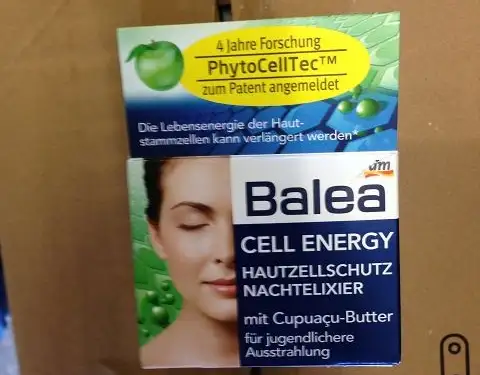 4 Jahre Forschung
PhytoCellTec™
zum Patent angemeldet
Die Lebensenergie der Haut-
stammzellen kann verlängert werden*
dm
Balea
CELL ENERGY
HAUTZELLSCHUTZ
NACHTELIXIER
mit Cupuaçu-Butter
für jugendlichere
Ausstrahlung